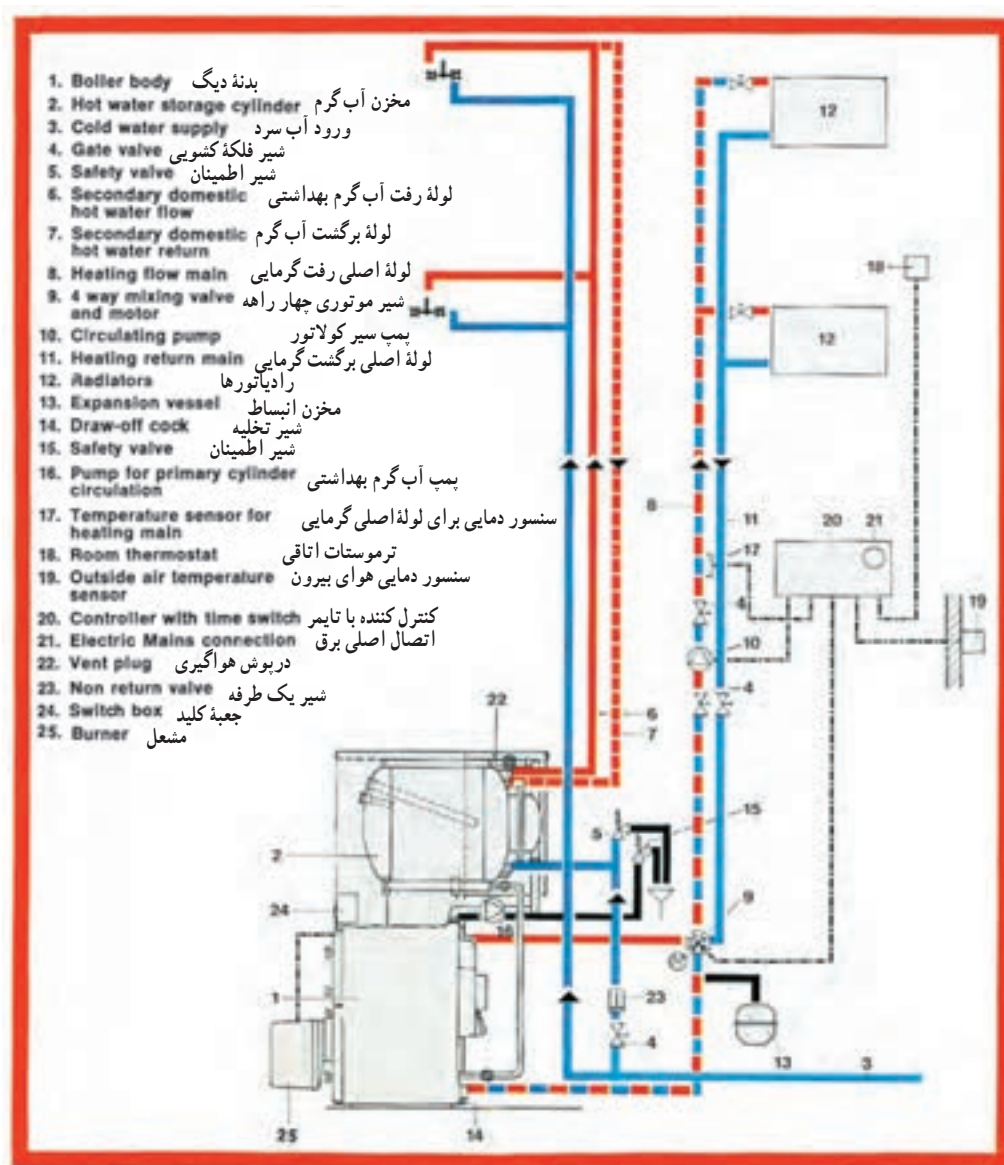 1. Boiler body بدنۀ دیگ
2. Hot water storage cylinder مخزن آب گرم
3. Cold water supply ورود آب سرد
4. Gate valve شیر فلکۀ کشویی
5. Safety valve شیر اطمینان
6. Secondary domestic لولۀ رفت آب گرم بهداشتی
hot water flow
7. Secondary domestic لولۀ برگشت آب گرم
hot water return
8. Heating flow main لولۀ اصلی رفت گرمایی
9. 4 way mixing valve شیر موتوری چهار راهه
and motor
10. Circulating pump پمپ سیر کولاتور
11. Heating return main لولۀ اصلی برگشت گرمایی
12. Radiators رادیاتورها
13. Expansion vessel مخزن انبساط
14. Draw-off cock شیر تخلیه
15. Safety valve شیر اطمینان
16. Pump for primary cylinder پمپ آب گرم بهداشتی
circulation
17. Temperature sensor for سنسور دمایی برای لولۀ اصلی گرمایی
heating main
18. Room thermostat ترموستات اتاقی
19. Outside air temperature سنسور دمایی هوای بیرون
sensor
20. Controller with time switch کنترل کننده با تایمر
21. Electric Mains connection اتصال اصلی برق
22. Vent plug درپوش هواگیری
23. Non return valve شیر یک طرفه
24. Switch box جعبۀ کلید
25. Burner مشعل
12
18
12
8
11
20
21
17
4
19
10
4
22
6
7
15
5
2
9
24
16
1
23
4
13
3
25
14